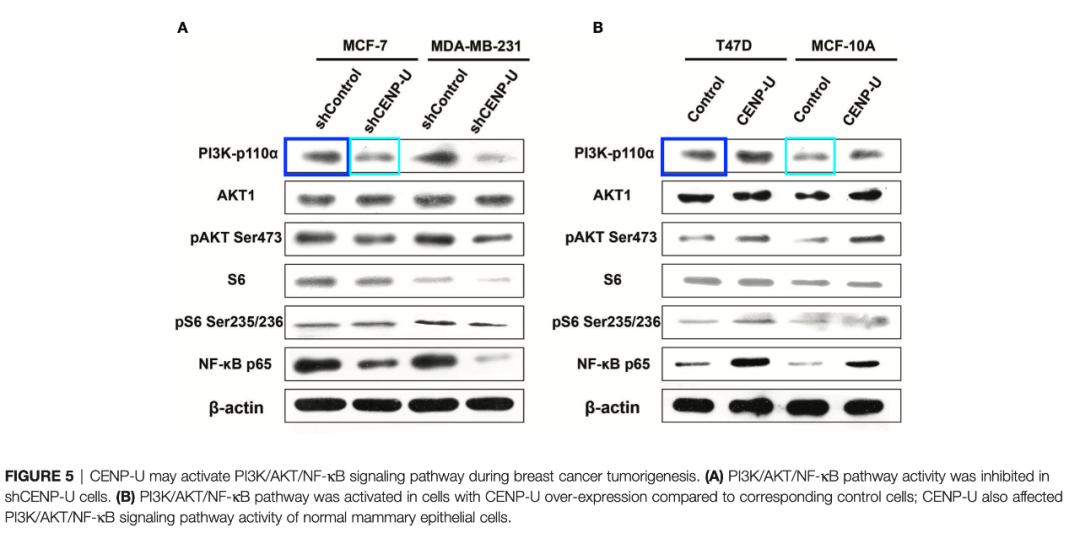 A
MCF-7 MDA-MB-231
shControl shCENP-U shControl shCENP-U
PI3K-p110α
AKT1
pAKT Ser473
S6
pS6 Ser235/236
NF-κB p65
β-actin
B
T47D MCF-10A
Control CENP-U Control CENP-U
PI3K-p110α
AKT1
pAKT Ser473
S6
pS6 Ser235/236
NF-κB p65
β-actin
FIGURE 5 | CENP-U may activate PI3K/AKT/NF-κB signaling pathway during breast cancer tumorigenesis. (A) PI3K/AKT/NF-κB pathway activity was inhibited in
shCENP-U cells. (B) PI3K/AKT/NF-κB pathway was activated in cells with CENP-U over-expression compared to corresponding control cells; CENP-U also affected
PI3K/AKT/NF-κB signaling pathway activity of normal mammary epithelial cells.